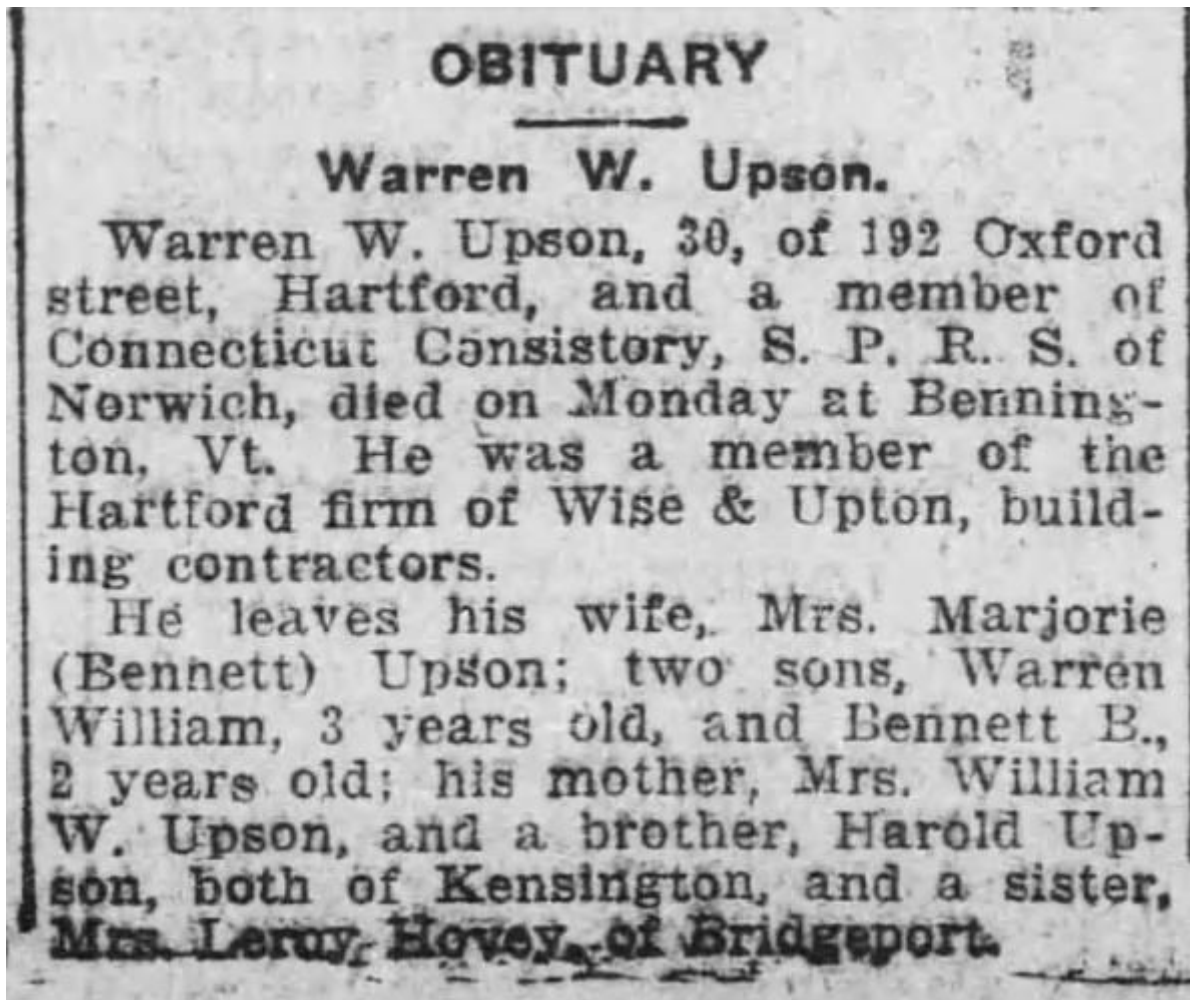 OBITUARY
Warren W. Upson.
Warren W. Upson, 30, of 192 Oxford
street, Hartford, and a member of
Connecticut Consistory, S. P. R. S. of
Norwich, died on Monday at Benning-
ton, Vt. He was a member of the
Hartford firm of Wise & Upton, build-
ing contractors.
He leaves his wife, Mrs. Marjorie
(Bennett) Upson; two sons, Warren
William, 3 years old, and Bennett B.,
2 years old; his mother, Mrs. William
W. Upson, and a brother, Harold Up-
son, both of Kensington, and a sister,
Mrs. Leroy Hovey, of Bridgeport.